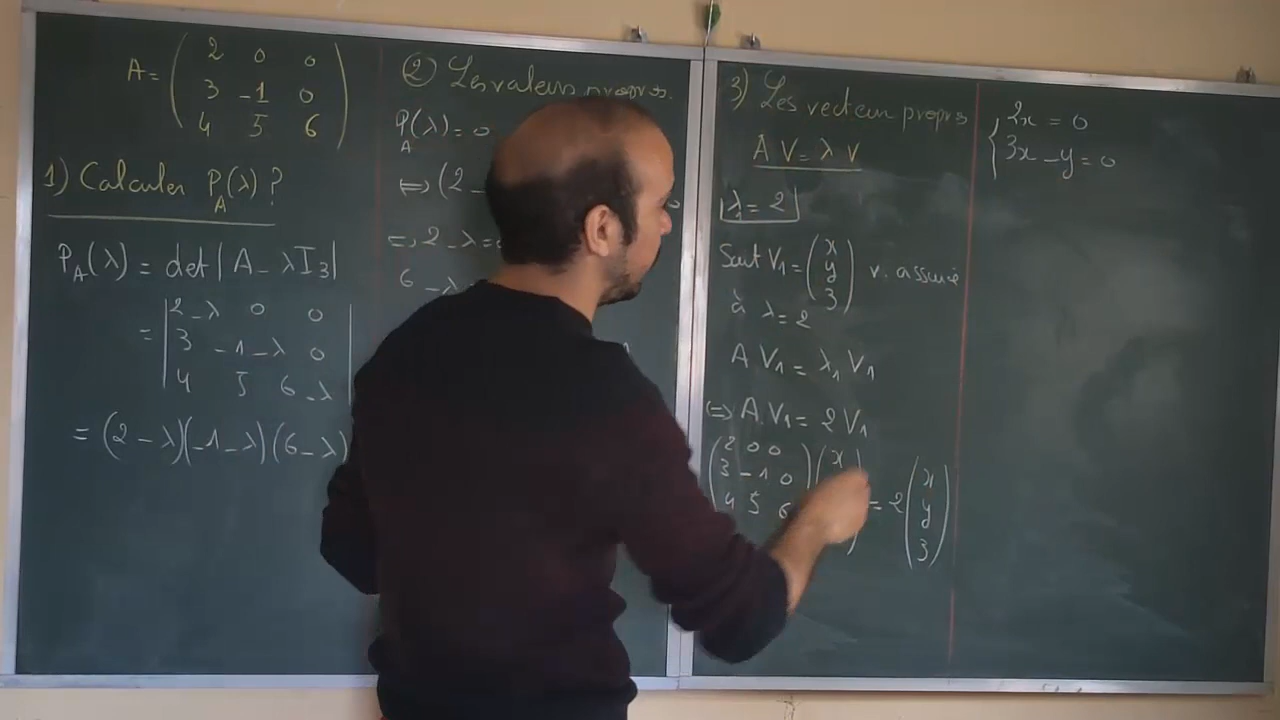 A = ( 2 0 0
3 -1 0
4 5 6 )
1) Calculer P_A(λ) ?
P_A(λ) = det | A - λI_3 |
= | 2-λ 0 0
3 -1-λ 0
4 5 6-λ |
= (2-λ)(-1-λ)(6-λ)
② Les valeurs propres.
P_A(λ) = 0
⇔ (2-
⇔ 2-λ=
6-λ
3) Les vecteurs propres
A V = λ V
λ_1 = 2
Soit V_1 = ( x
y
z ) v. associé
à λ = 2
A V_1 = λ_1 V_1
⇔ A. V_1 = 2 V_1
( 2 0 0
3 -1 0
4 5 6 ( x
= 2 ( x
y
z )
{ 2x = 0
3x - y = 0